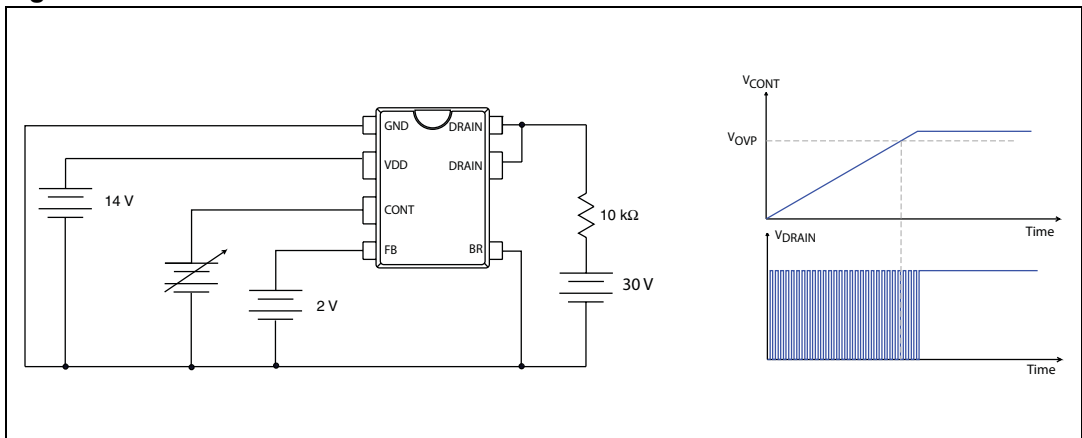 GND
DRAIN
VDD
DRAIN
CONT
FB
BR
14 V
2 V
10 kΩ
30 V
VCONT
VOVP
Time
VDRAIN
Time